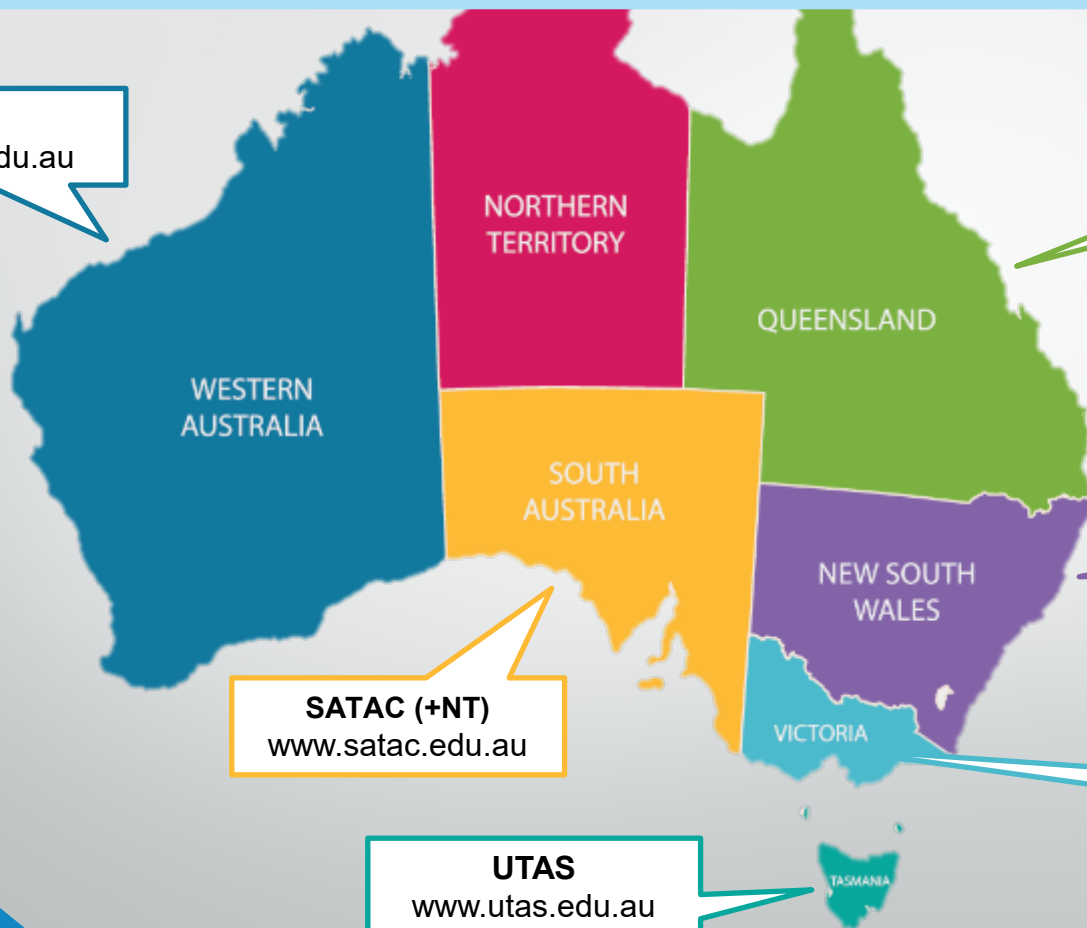 du.au
NORTHERN
TERRITORY
QUEENSLAND
WESTERN
AUSTRALIA
SOUTH
AUSTRALIA
NEW SOUTH
WALES
SATAC (+NT)
www.satac.edu.au
VICTORIA
UTAS
www.utas.edu.au
TASMANIA